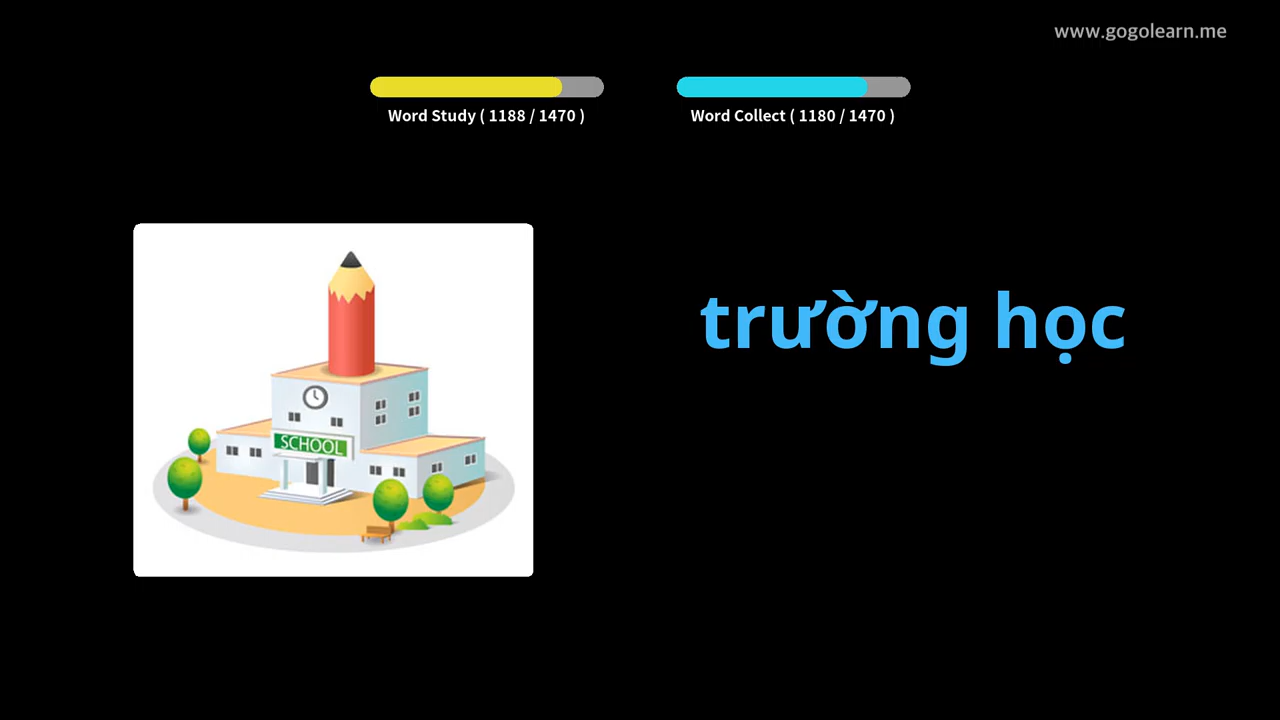 www.gogolearn.me
Word Study ( 1188 / 1470 )
Word Collect ( 1180 / 1470 )
SCHOOL
trường học